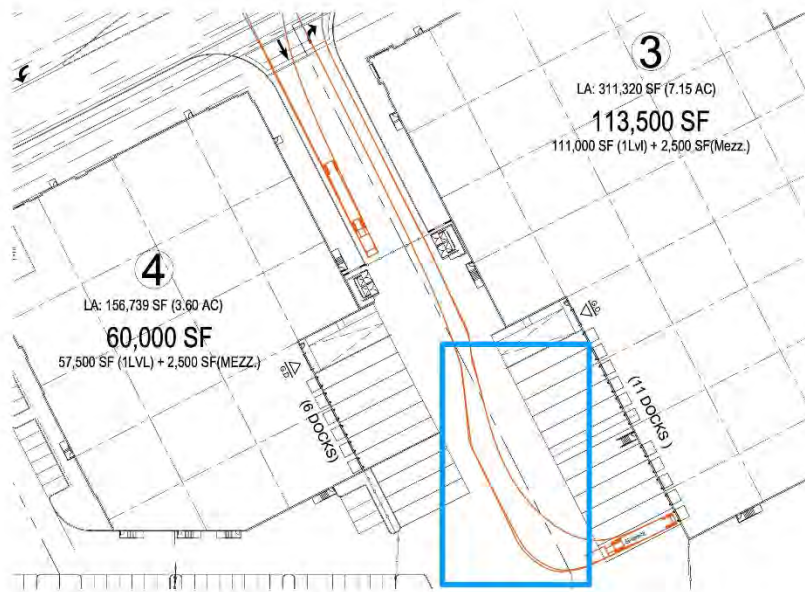 3
LA: 311,320 SF (7.15 AC)
113,500 SF
111,000 SF (1Lvl) + 2,500 SF(Mezz.)
4
LA: 156,739 SF (3.60 AC)
60,000 SF
57,500 SF (1LVL) + 2,500 SF(MEZZ.)
G.D
G.D
(6 DOCKS)
(11 DOCKS )